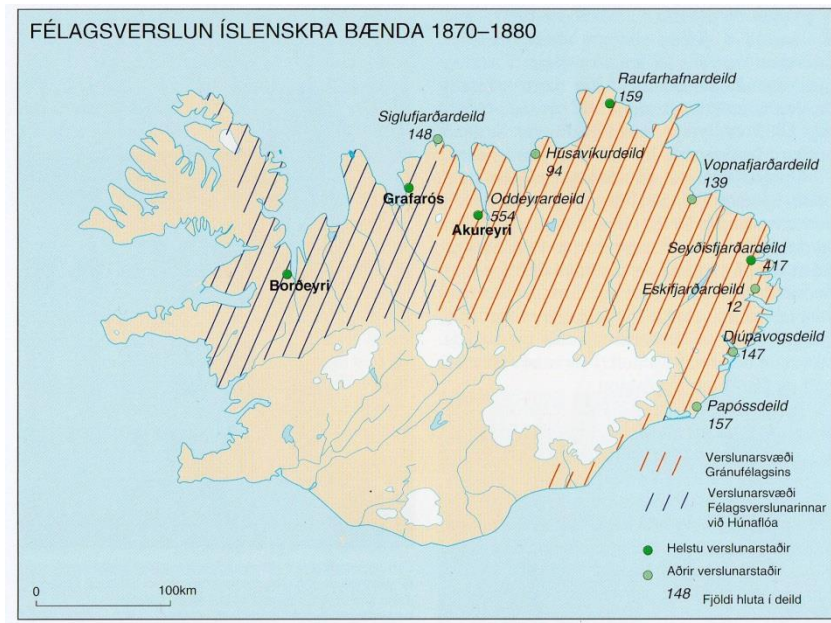 FÉLAGSVERSLUN ÍSLENSKRA BÆNDA 1870–1880
Raufarhafnardeild
159
Siglufjarðardeild
148
Húsavíkurdeild
94
Vopnafjarðardeild
139
Grafarós
Oddeyrardeild
554
Akureyri
Seyðisfjarðardeild
417
Borðeyri
Eskifjarðardeild
12
Djúpavogsdeild
147
Papóssdeild
157
Verslunarsvæði
Gránufélagsins
Verslunarsvæði
Félagsverslunarinnar
við Húnaflóa
Helstu verslunarstaðir
Aðrir verslunarstaðir
148 Fjöldi hluta í deild
0 100km